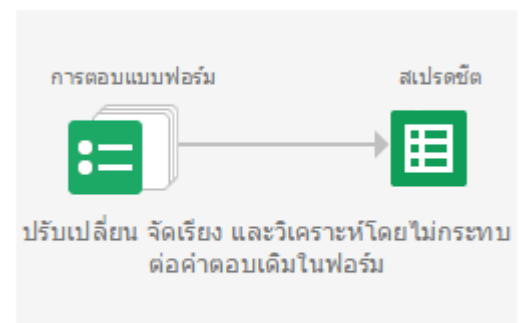 การตอบแบบฟอร์ม สเปรดชีต
ปรับเปลี่ยน จัดเรียง และวิเคราะห์โดยไม่กระทบ
ต่อคำตอบเดิมในฟอร์ม